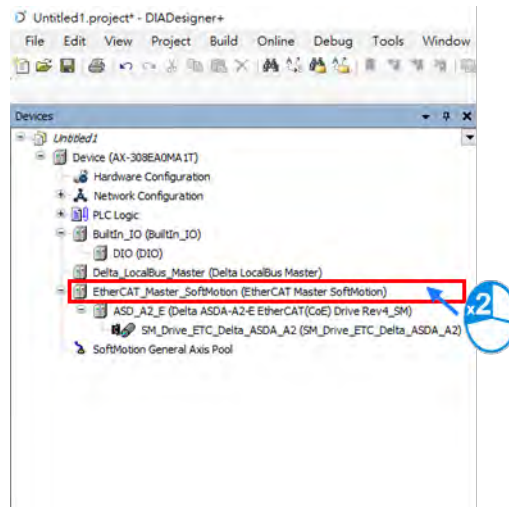 Untitled1.project* - DIADesigner+
File Edit View Project Build Online Debug Tools Window
Devices
Untitled1
Device (AX-308EA0MA1T)
Hardware Configuration
Network Configuration
PLC Logic
BuiltIn_IO (BuiltIn_IO)
DIO (DIO)
Delta_LocalBus_Master (Delta LocalBus Master)
EtherCAT_Master_SoftMotion (EtherCAT Master SoftMotion)
x2
ASD_A2_E (Delta ASDA-A2-E EtherCAT(CoE) Drive Rev4_SM)
SM_Drive_ETC_Delta_ASDA_A2 (SM_Drive_ETC_Delta_ASDA_A2)
SoftMotion General Axis Pool